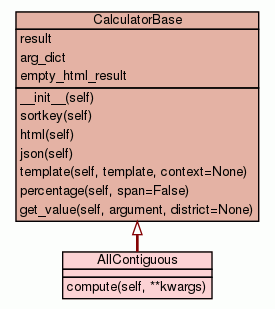 CalculatorBase
result
arg_dict
empty_html_result
__init__(self)
sortkey(self)
html(self)
json(self)
template(self, template, context=None)
percentage(self, span=False)
get_value(self, argument, district=None)
AllContiguous
compute(self, **kwargs)